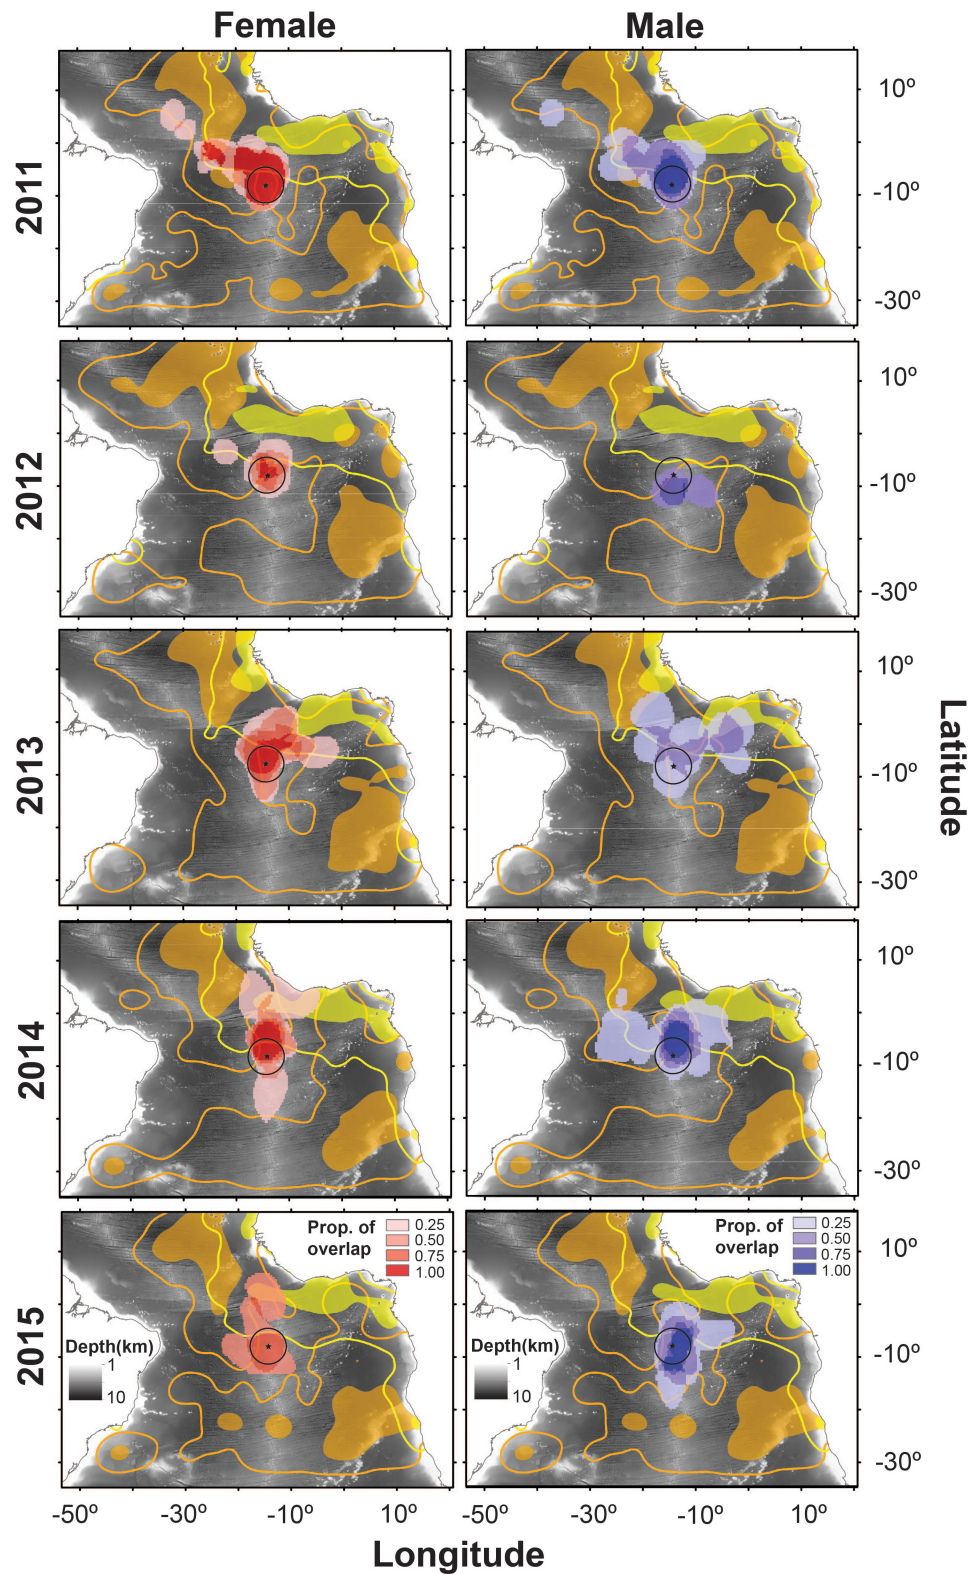 Female
Male
2011
10º
-10º
-30º
2012
10º
-10º
-30º
2013
10º
-10º
-30º
Latitude
2014
10º
-10º
-30º
2015
Prop. of
overlap
0.25
0.50
0.75
1.00
Depth(km)
1
10
Prop. of
overlap
0.25
0.50
0.75
1.00
Depth(km)
1
10
10º
-10º
-30º
-50º
-30º
-10º
10º
-50º
-30º
-10º
10º
Longitude